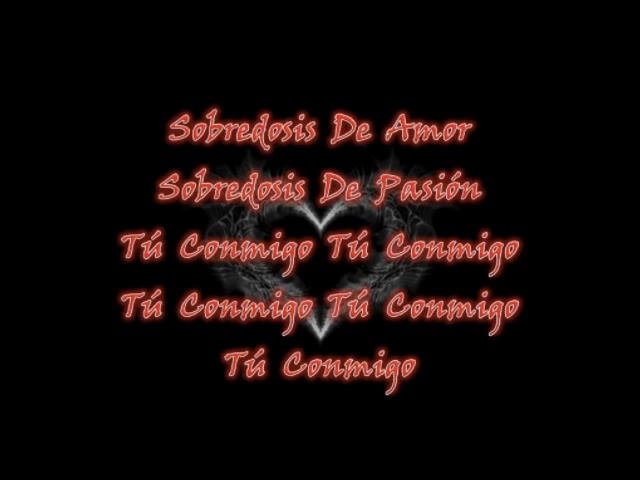 Sobredosis De Amor
Sobredosis De Pasión
Tú Conmigo Tú Conmigo
Tú Conmigo Tú Conmigo
Tú Conmigo